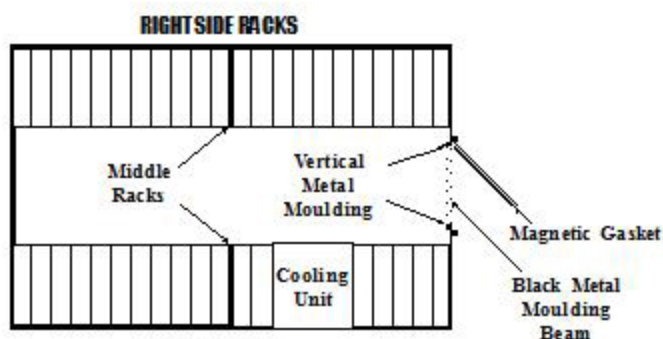 RIGHT SIDE RACKS
Middle
Racks
Vertical
Metal
Moulding
Magnetic Gasket
Cooling
Unit
Black Metal
Moulding
Beam